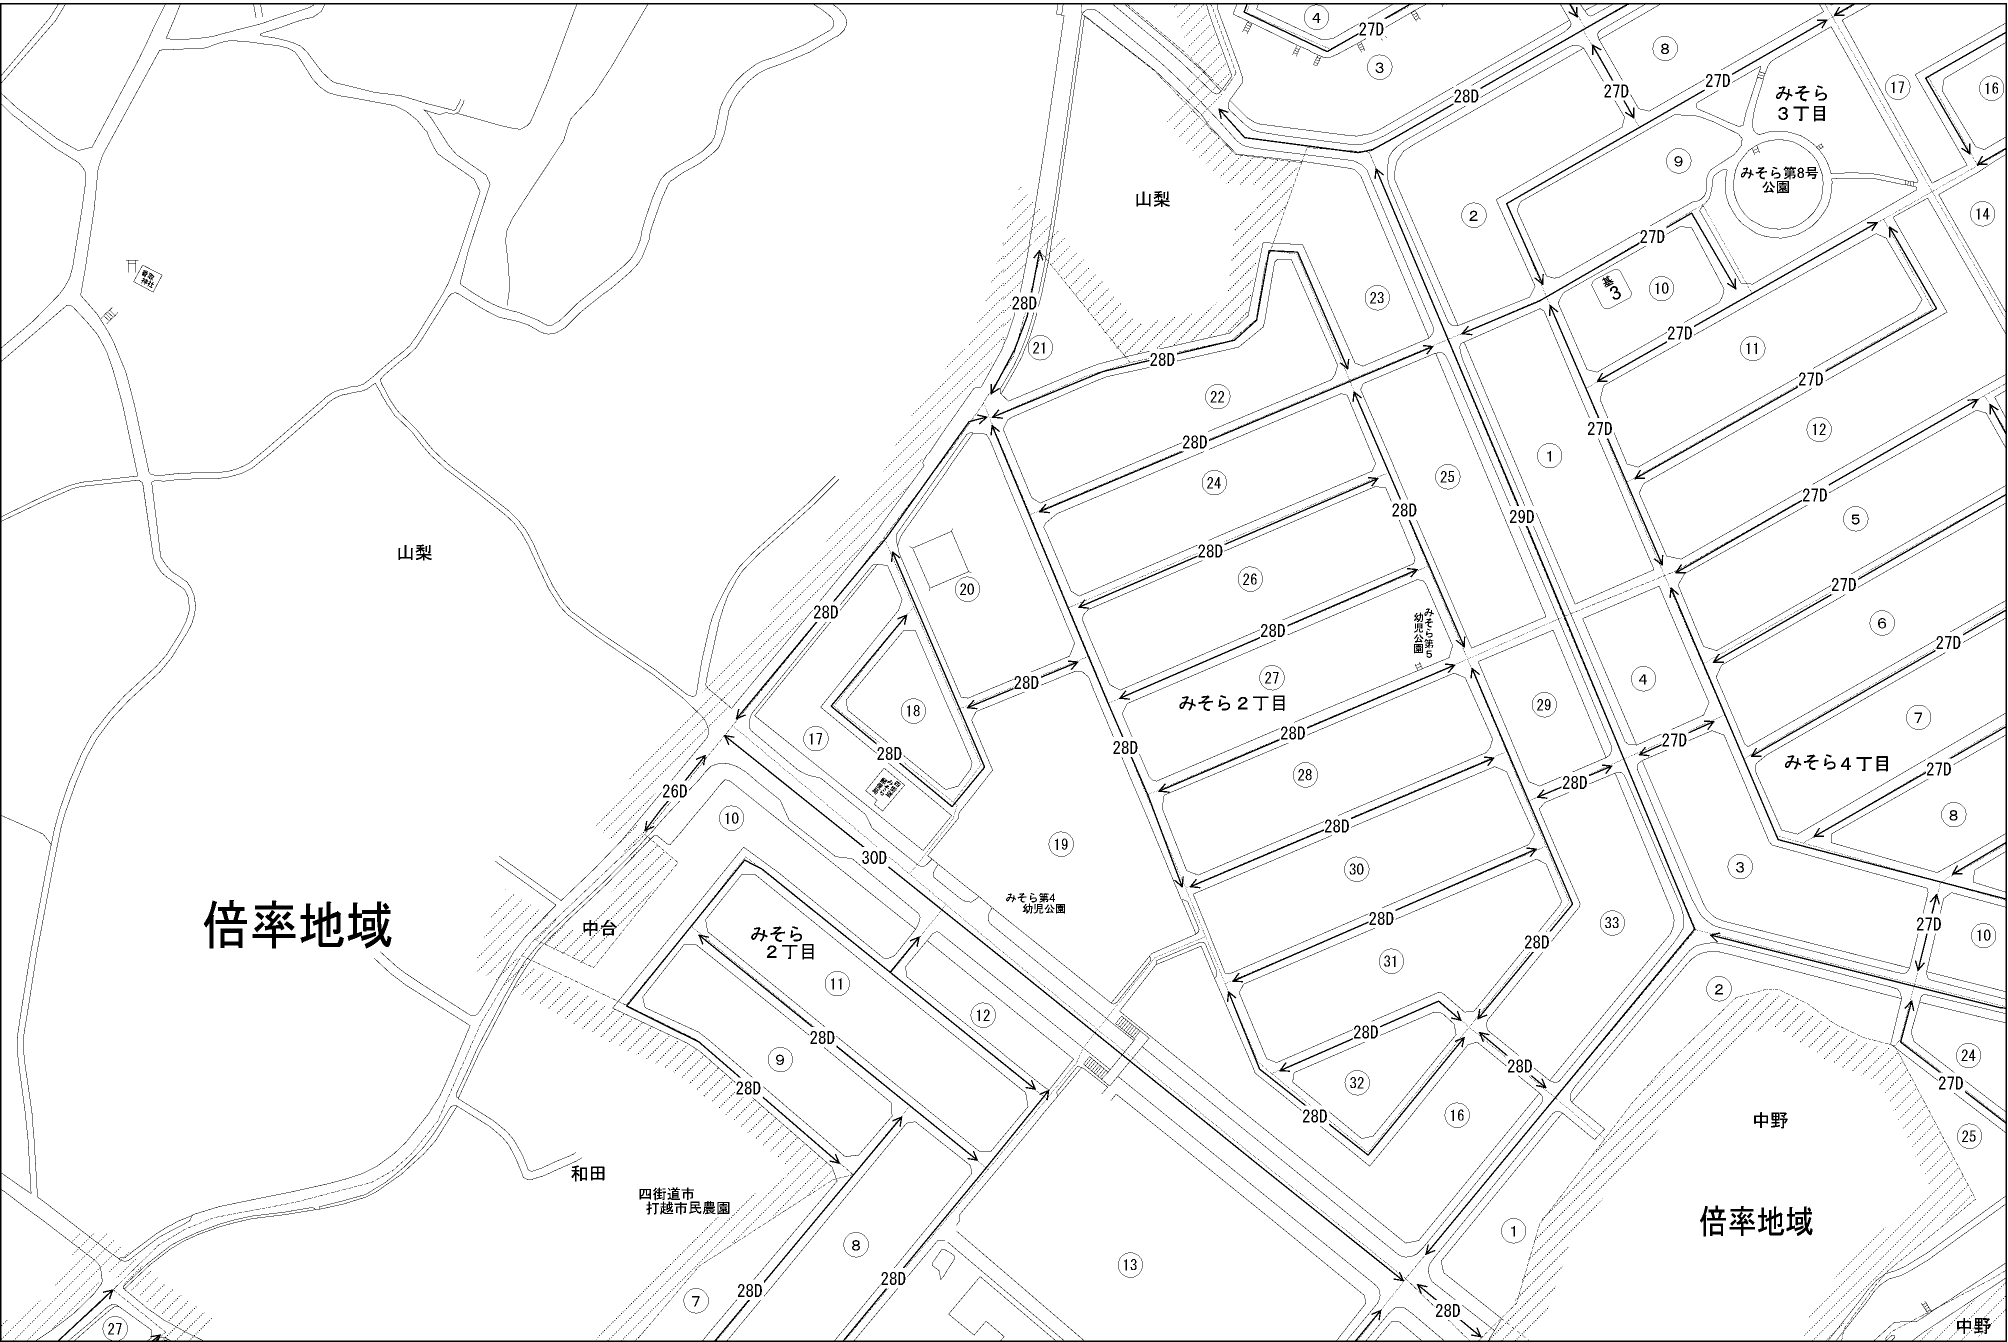 4
27D
3
28D
27D
8
27D
みそら
3丁目
17
16
9
みそら第8号
公園
14
2
27D
山梨
香取
神社
28D
23
基
3
10
27D
11
21
28D
22
27D
12
28D
27D
1
24
25
27D
5
28D
29D
山梨
28D
26
27D
20
28D
みそら第5
幼児公園
28D
27
みそら2丁目
6
27D
28D
4
18
29
7
17
28D
28D
28D
27D
みそら4丁目
28
28D
27D
26D
10
28D
8
30D
19
30
3
倍率地域
みそら第4
幼児公園
28D
33
27D
10
中台
みそら
2丁目
28D
11
31
2
12
28D
28D
9
28D
24
28D
32
28D
16
27D
中野
25
和田
四街道市
打越市民農園
倍率地域
8
1
13
28D
28D
7
28D
27
中野